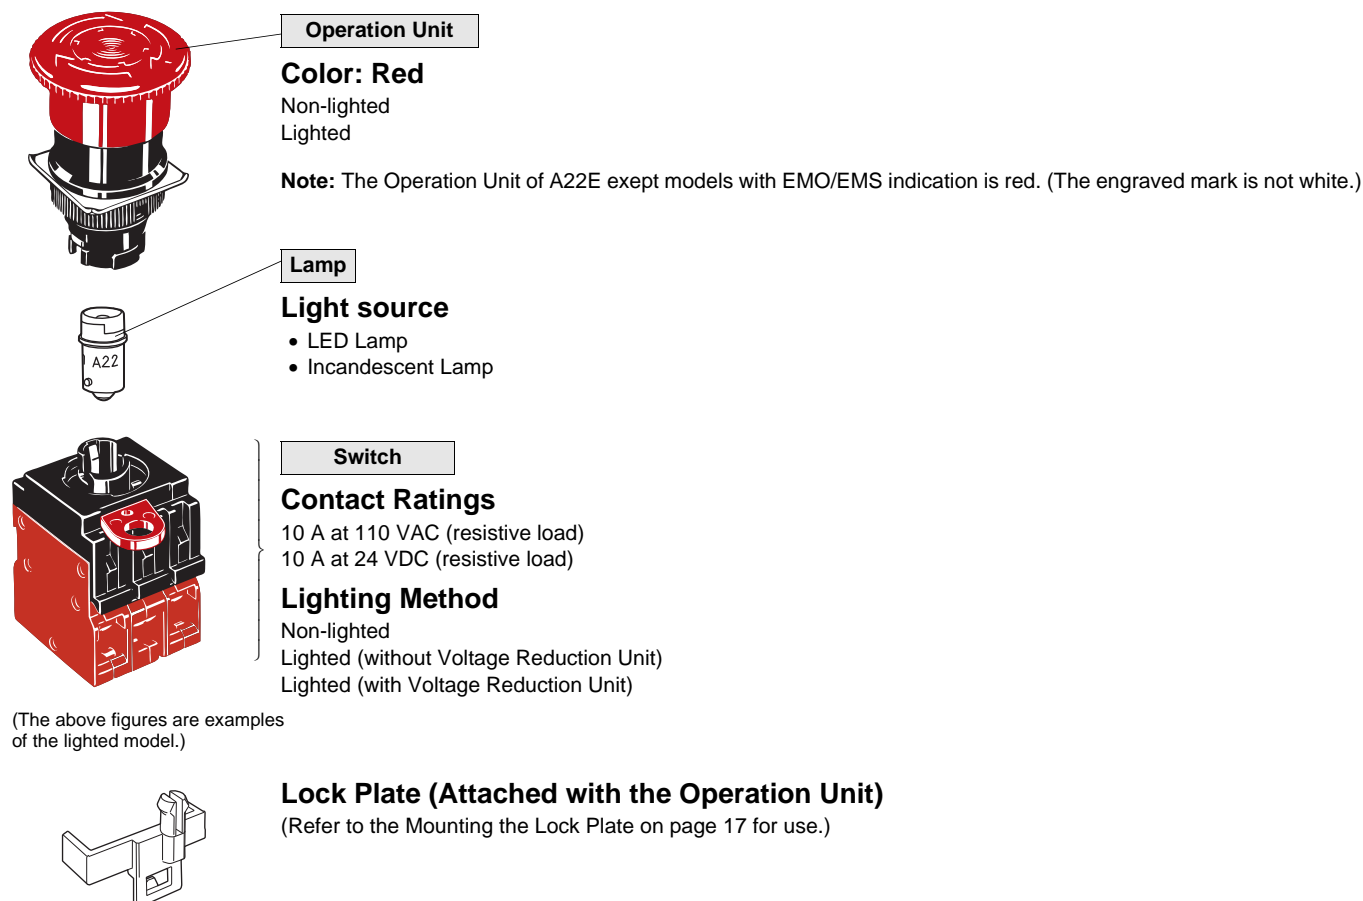 Operation Unit
Color: Red
Non-lighted
Lighted
Note: The Operation Unit of A22E exept models with EMO/EMS indication is red. (The engraved mark is not white.)
Lamp
Light source
• LED Lamp
• Incandescent Lamp
A22
Switch
Contact Ratings
10 A at 110 VAC (resistive load)
10 A at 24 VDC (resistive load)
Lighting Method
Non-lighted
Lighted (without Voltage Reduction Unit)
Lighted (with Voltage Reduction Unit)
(The above figures are examples
of the lighted model.)
Lock Plate (Attached with the Operation Unit)
(Refer to the Mounting the Lock Plate on page 17 for use.)